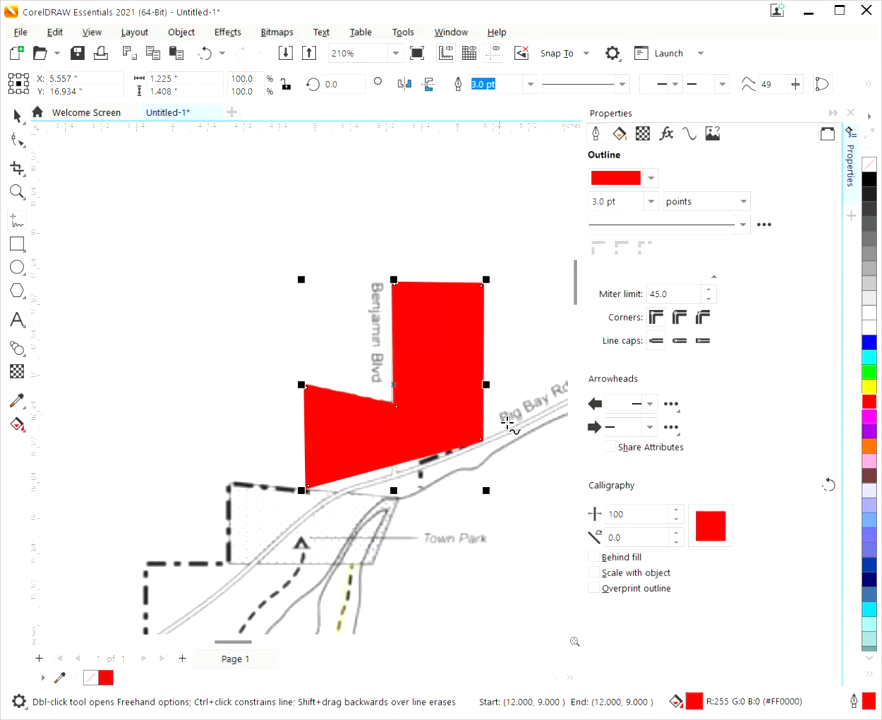 CorelDRAW Essentials 2021 (64-Bit) - Untitled-1*
File Edit View Layout Object Effects Bitmaps Text Table Tools Window Help
210% Snap To Launch
X: 5.557 " 1.225 " 100.0 % 0.0 3.0 pt 49
Y: 16.934 " 1.408 " 100.0 %
Welcome Screen Untitled-1*
Properties
Outline
3.0 pt points
Miter limit: 45.0
Corners:
Line caps:
Arrowheads
Share Attributes
Calligraphy
100
0.0
Behind fill
Scale with object
Overprint outline
Properties
Benjamin Blvd
Big Bay Rd
Town Park
1 of 1 Page 1
Dbl-click tool opens Freehand options; Ctrl+click constrains line; Shift+drag backwards over line erases Start: (12.000, 9.000 ) End: (12.000, 9.000 ) R:255 G:0 B:0 (#FF0000)